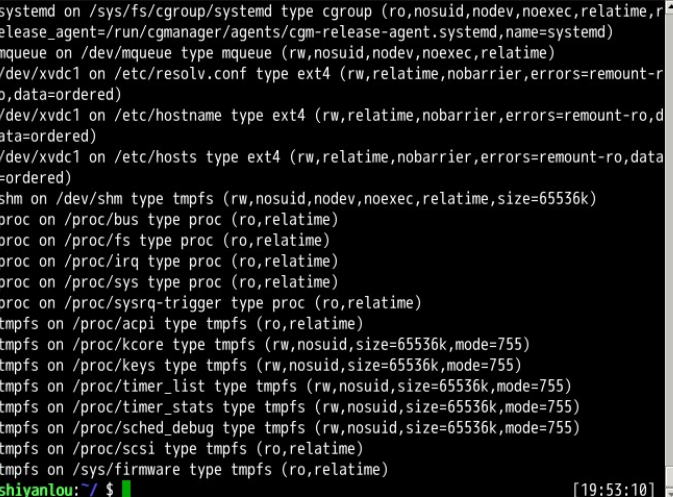 systemd on /sys/fs/cgroup/systemd type cgroup (ro,nosuid,nodev,noexec,relatime,r
elease_agent=/run/cgmanager/agents/cgm-release-agent.systemd,name=systemd)
mqueue on /dev/mqueue type mqueue (rw,nosuid,nodev,noexec,relatime)
/dev/xvdc1 on /etc/resolv.conf type ext4 (rw,relatime,nobarrier,errors=remount-r
o,data=ordered)
/dev/xvdc1 on /etc/hostname type ext4 (rw,relatime,nobarrier,errors=remount-ro,d
ata=ordered)
/dev/xvdc1 on /etc/hosts type ext4 (rw,relatime,nobarrier,errors=remount-ro,data
=ordered)
shm on /dev/shm type tmpfs (rw,nosuid,nodev,noexec,relatime,size=65536k)
proc on /proc/bus type proc (ro,relatime)
proc on /proc/fs type proc (ro,relatime)
proc on /proc/irq type proc (ro,relatime)
proc on /proc/sys type proc (ro,relatime)
proc on /proc/sysrq-trigger type proc (ro,relatime)
tmpfs on /proc/acpi type tmpfs (ro,relatime)
tmpfs on /proc/kcore type tmpfs (rw,nosuid,size=65536k,mode=755)
tmpfs on /proc/keys type tmpfs (rw,nosuid,size=65536k,mode=755)
tmpfs on /proc/timer_list type tmpfs (rw,nosuid,size=65536k,mode=755)
tmpfs on /proc/timer_stats type tmpfs (rw,nosuid,size=65536k,mode=755)
tmpfs on /proc/sched_debug type tmpfs (rw,nosuid,size=65536k,mode=755)
tmpfs on /proc/scsi type tmpfs (ro,relatime)
tmpfs on /sys/firmware type tmpfs (ro,relatime)
shiyanlou:~/ $ [19:53:10]